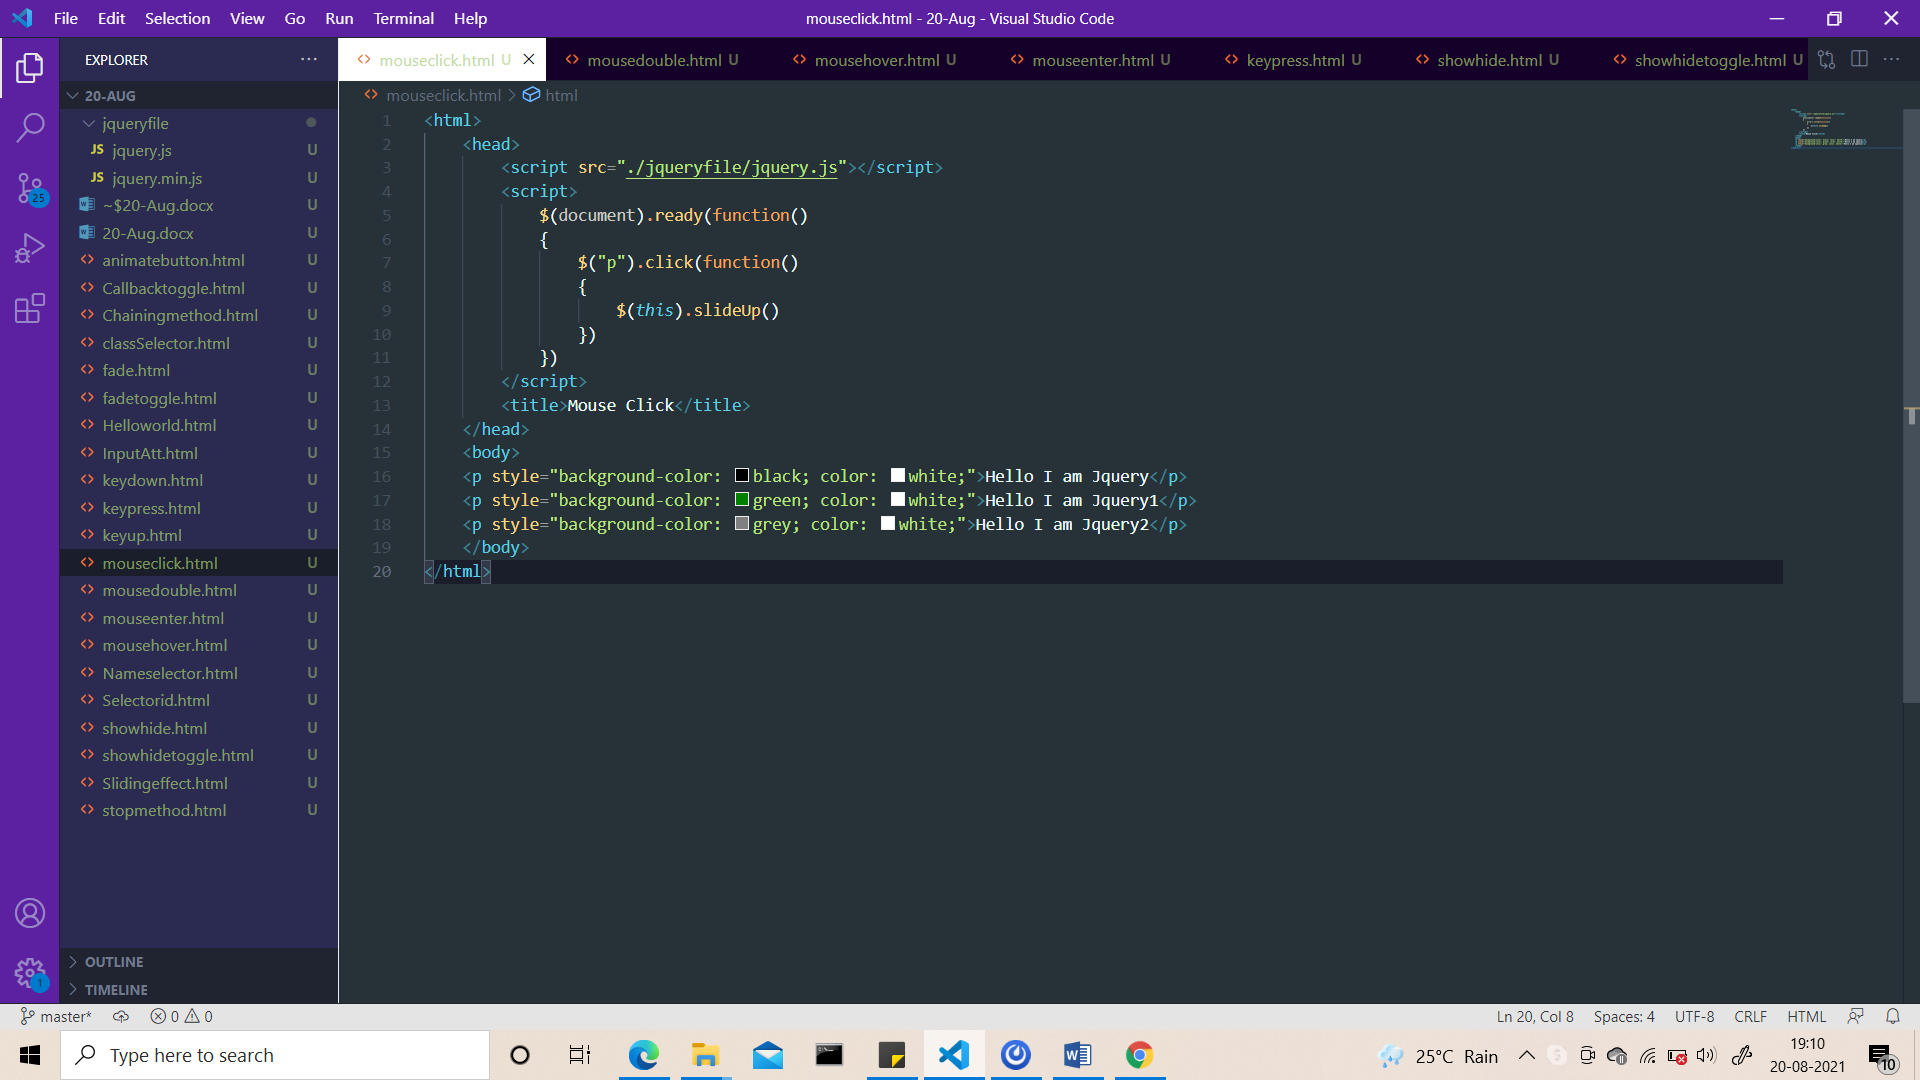 File Edit Selection View Go Run Terminal Help
mouseclick.html - 20-Aug - Visual Studio Code
EXPLORER
mouseclick.html U
mousedouble.html U
mousehover.html U
mouseenter.html U
keypress.html U
showhide.html U
showhidetoggle.html U
20-AUG
mouseclick.html > html
jqueryfile
JS jquery.js U
JS jquery.min.js U
~$20-Aug.docx U
20-Aug.docx U
animatebutton.html U
Callbacktoggle.html U
Chainingmethod.html U
classSelector.html U
fade.html U
fadetoggle.html U
Helloworld.html U
InputAtt.html U
keydown.html U
keypress.html U
keyup.html U
mouseclick.html U
mousedouble.html U
mouseenter.html U
mousehover.html U
Nameselector.html U
Selectorid.html U
showhide.html U
showhidetoggle.html U
Slidingeffect.html U
stopmethod.html U
OUTLINE
TIMELINE
25
1
1 <html>
2 <head>
3 <script src="./jqueryfile/jquery.js"></script>
4 <script>
5 $(document).ready(function()
6 {
7 $("p").click(function()
8 {
9 $(this).slideUp()
10 })
11 })
12 </script>
13 <title>Mouse Click</title>
14 </head>
15 <body>
16 <p style="background-color: black; color: white;">Hello I am Jquery</p>
17 <p style="background-color: green; color: white;">Hello I am Jquery1</p>
18 <p style="background-color: grey; color: white;">Hello I am Jquery2</p>
19 </body>
20 </html>
master* 0 0
Ln 20, Col 8 Spaces: 4 UTF-8 CRLF HTML
Type here to search
25°C Rain
19:10
20-08-2021
10